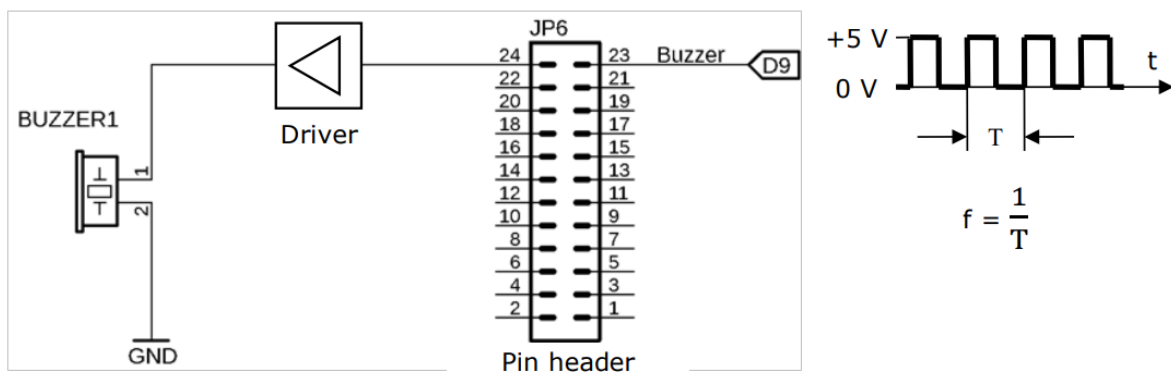 JP6
24 23 Buzzer D9
22 21
20 19
18 17
16 15
14 13
12 11
10 9
8 7
6 5
4 3
2 1
Pin header
Driver
BUZZER1
1
2
GND
+5 V
0 V
t
T
f = 1/T